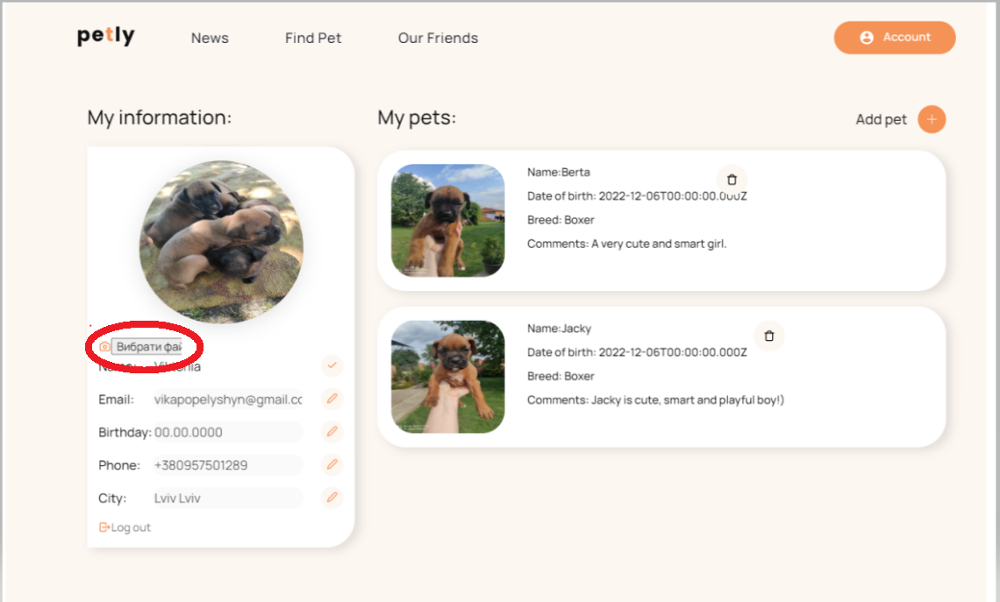 petly
News
Find Pet
Our Friends
Account
My information:
Вибрати фай
Name: Viktoriia
Email: vikapopelyshyn@gmail.cc
Birthday: 00.00.0000
Phone: +380957501289
City: Lviv Lviv
Log out
My pets:
Add pet
Name:Berta
Date of birth: 2022-12-06T00:00:00.000Z
Breed: Boxer
Comments: A very cute and smart girl.
Name:Jacky
Date of birth: 2022-12-06T00:00:00.000Z
Breed: Boxer
Comments: Jacky is cute, smart and playful boy!)